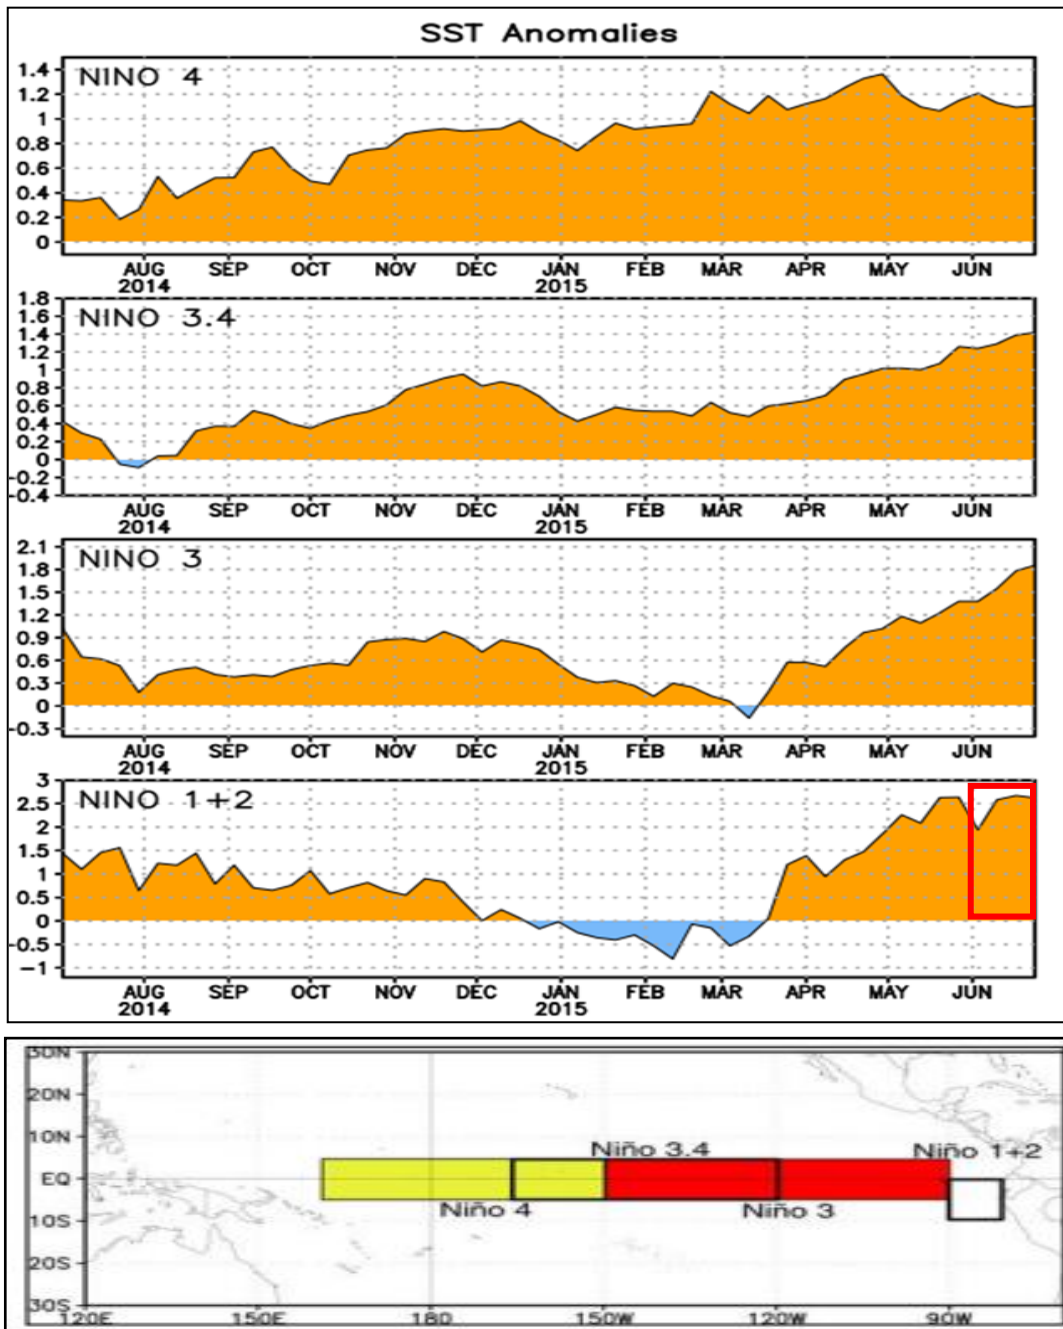 SST Anomalies
NINO 4
1.4
1.2
1
0.8
0.6
0.4
0.2
0
AUG SEP OCT NOV DEC JAN FEB MAR APR MAY JUN
2014 2015
NINO 3.4
1.8
1.6
1.4
1.2
1
0.8
0.6
0.4
0.2
0
-0.2
-0.4
AUG SEP OCT NOV DEC JAN FEB MAR APR MAY JUN
2014 2015
NINO 3
2.1
1.8
1.5
1.2
0.9
0.6
0.3
0
-0.3
AUG SEP OCT NOV DEC JAN FEB MAR APR MAY JUN
2014 2015
NINO 1+2
3
2.5
2
1.5
1
0.5
0
-0.5
-1
AUG SEP OCT NOV DEC JAN FEB MAR APR MAY JUN
2014 2015
30N
20N
10N
EQ
10S
20S
30S
Niño 3.4
Niño 1+2
Niño 4
Niño 3
120E 150E 180 150W 120W 90W